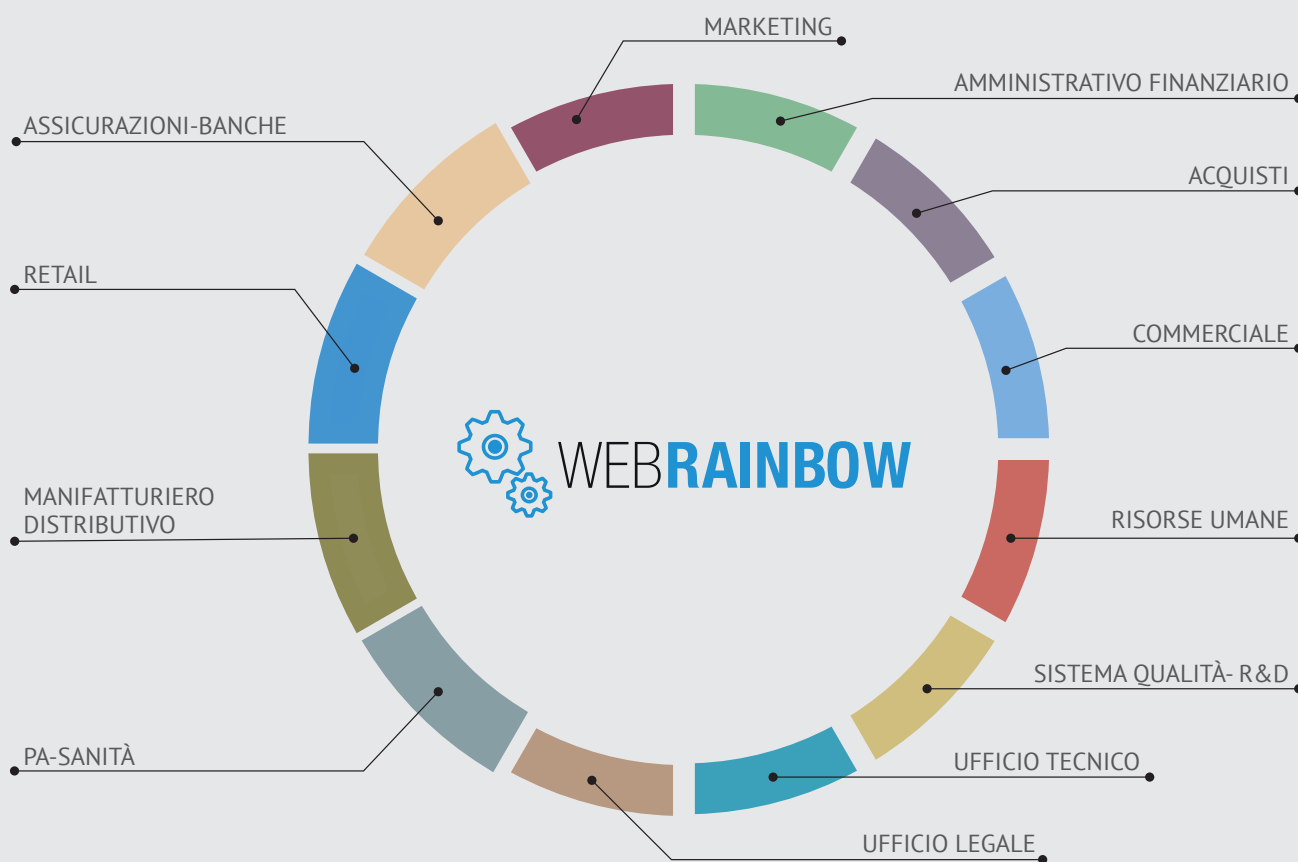 MARKETING
AMMINISTRATIVO FINANZIARIO
ASSICURAZIONI-BANCHE
ACQUISTI
RETAIL
COMMERCIALE
WEBRAINBOW
MANIFATTURIERO
DISTRIBUTIVO
RISORSE UMANE
SISTEMA QUALITÀ- R&D
PA-SANITÀ
UFFICIO TECNICO
UFFICIO LEGALE